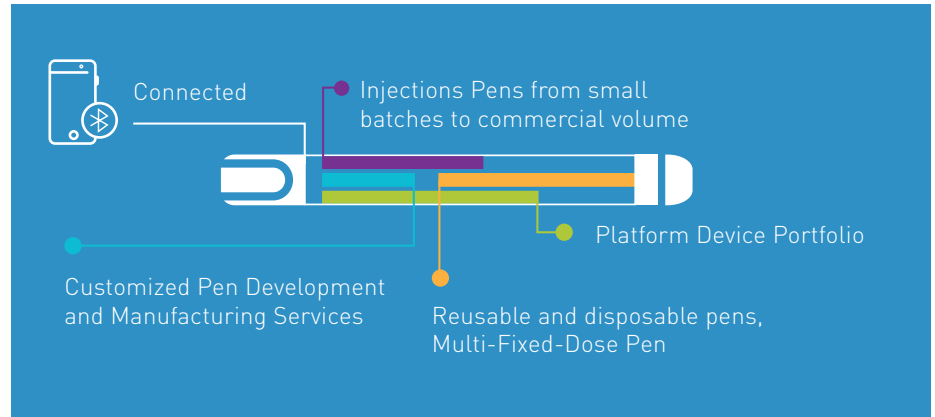 Connected
Injections Pens from small
batches to commercial volume
Platform Device Portfolio
Customized Pen Development
and Manufacturing Services
Reusable and disposable pens,
Multi-Fixed-Dose Pen